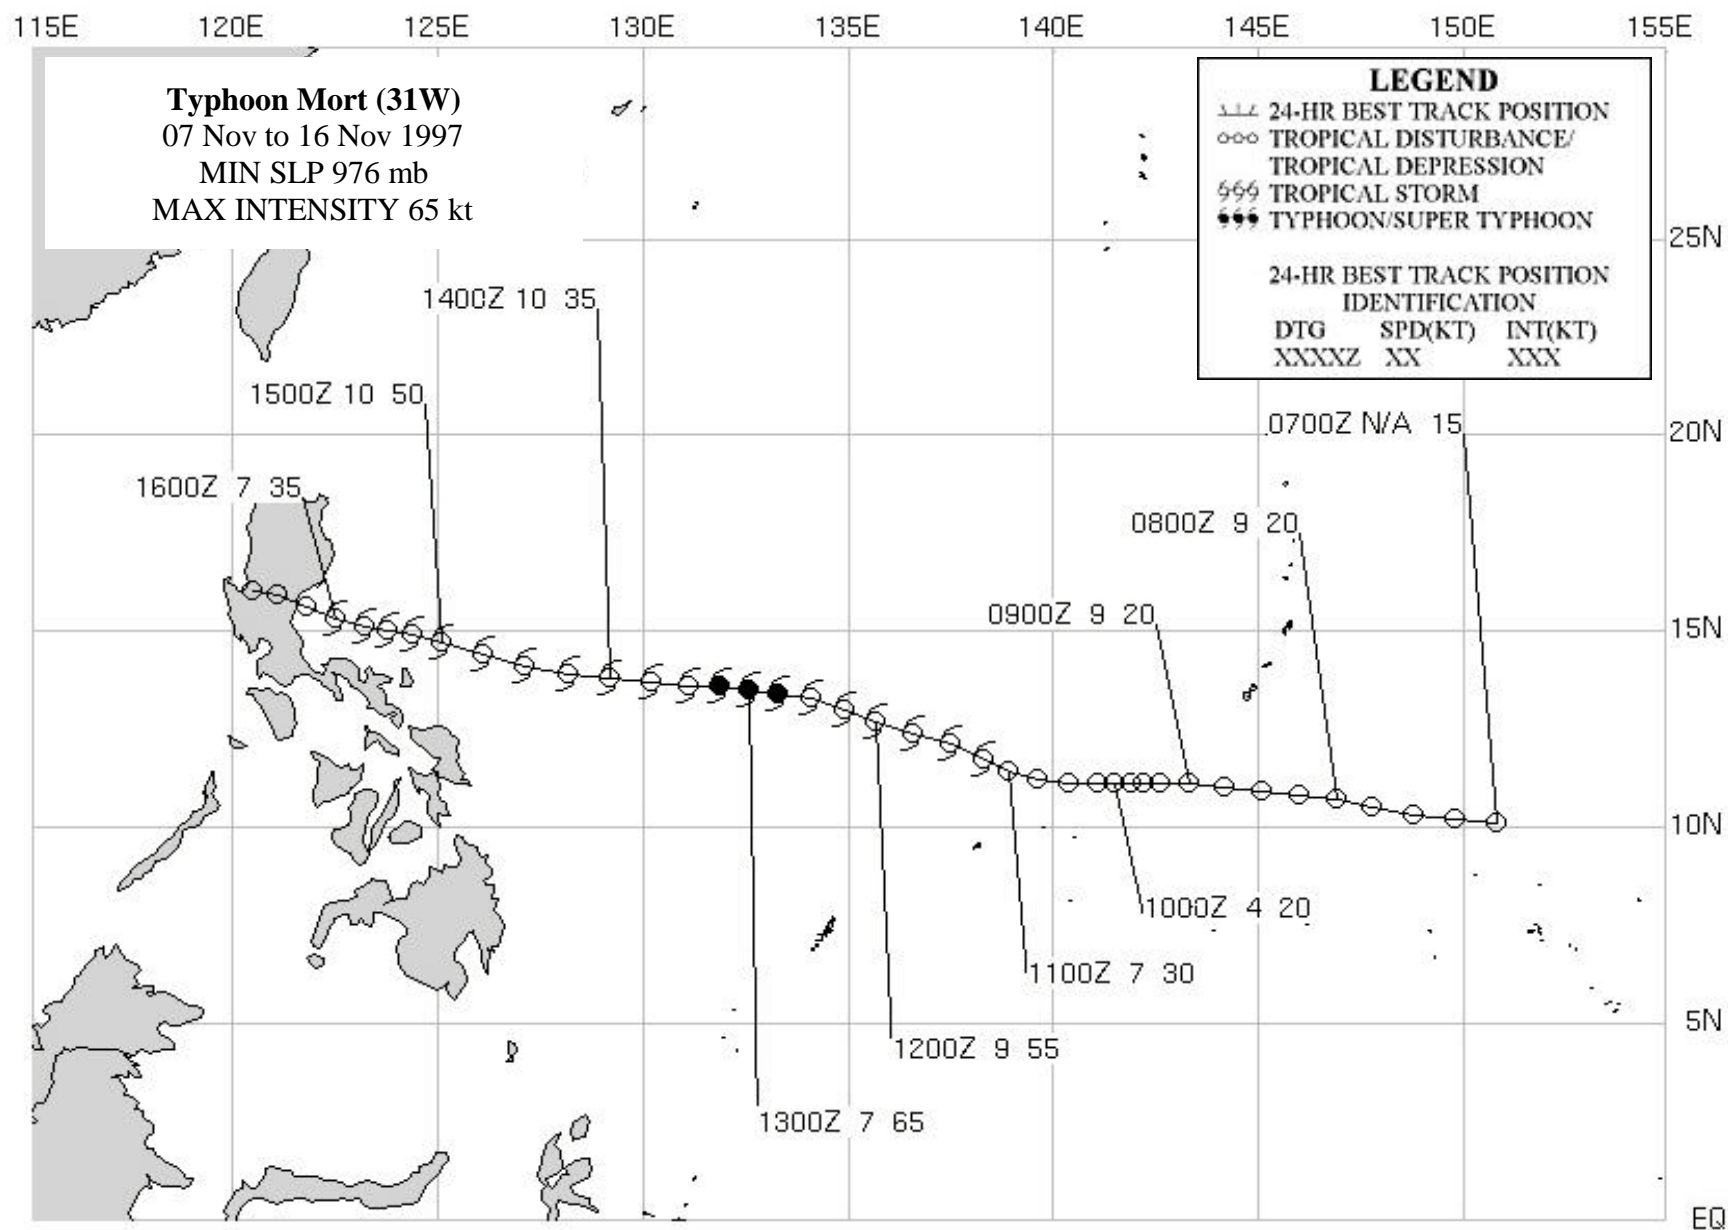 115E 120E 125E 130E 135E 140E 145E 150E 155E
Typhoon Mort (31W)
07 Nov to 16 Nov 1997
MIN SLP 976 mb
MAX INTENSITY 65 kt
LEGEND
24-HR BEST TRACK POSITION
TROPICAL DISTURBANCE/
TROPICAL DEPRESSION
TROPICAL STORM
TYPHOON/SUPER TYPHOON
24-HR BEST TRACK POSITION
IDENTIFICATION
DTG SPD(KT) INT(KT)
XXXXZ XX XXX
25N
1400Z 10 35
1500Z 10 50
0700Z N/A 15
20N
1600Z 7 35
0800Z 9 20
0900Z 9 20
15N
10N
1000Z 4 20
1100Z 7 30
5N
1200Z 9 55
1300Z 7 65
EQ